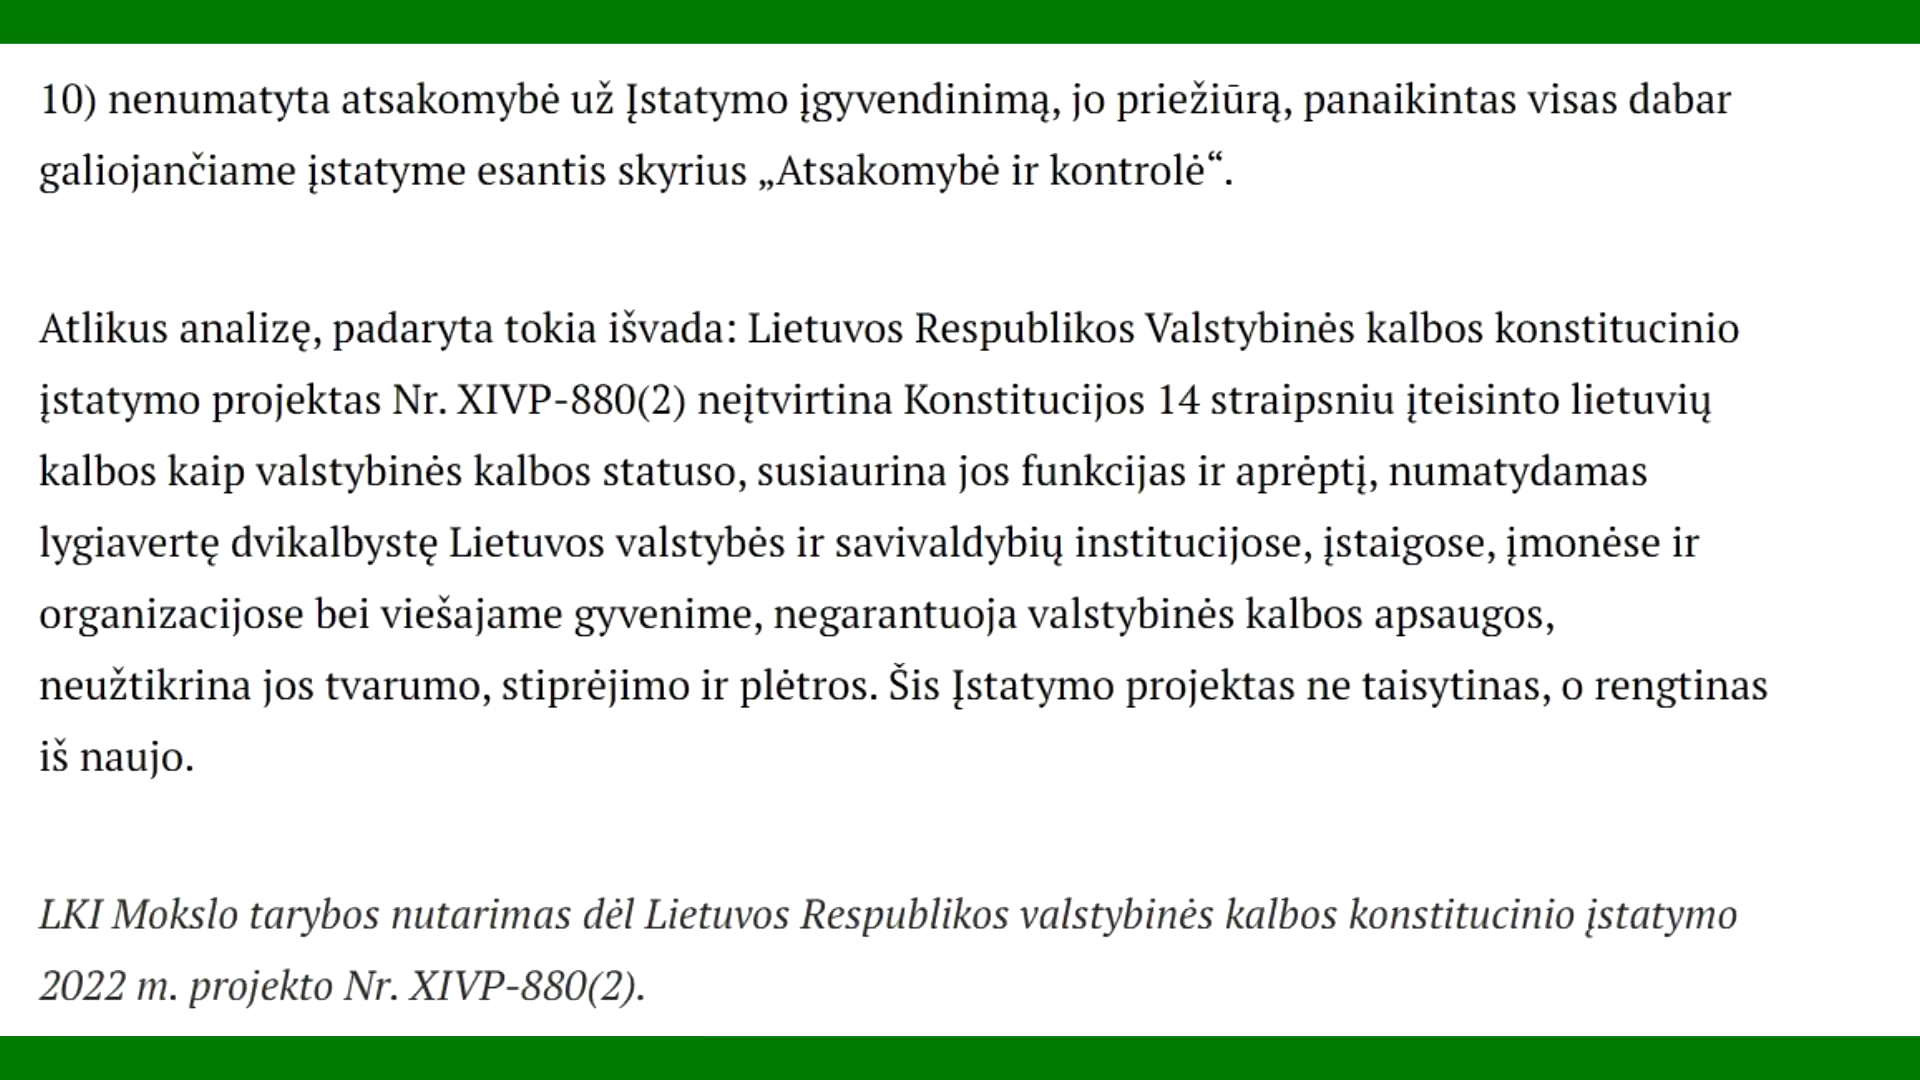 10) nenumatyta atsakomybė už Įstatymo įgyvendinimą, jo priežiūrą, panaikintas visas dabar
galiojančiame įstatyme esantis skyrius „Atsakomybė ir kontrolė“.
Atlikus analizę, padaryta tokia išvada: Lietuvos Respublikos Valstybinės kalbos konstitucinio
įstatymo projektas Nr. XIVP-880(2) neįtvirtina Konstitucijos 14 straipsniu įteisinto lietuvių
kalbos kaip valstybinės kalbos statuso, susiaurina jos funkcijas ir aprėptį, numatydamas
lygiavertę dvikalbystę Lietuvos valstybės ir savivaldybių institucijose, įstaigose, įmonėse ir
organizacijose bei viešajame gyvenime, negarantuoja valstybinės kalbos apsaugos,
neužtikrina jos tvarumo, stiprėjimo ir plėtros. Šis Įstatymo projektas ne taisytinas, o rengtinas
iš naujo.
LKI Mokslo tarybos nutarimas dėl Lietuvos Respublikos valstybinės kalbos konstitucinio įstatymo
2022 m. projekto Nr. XIVP-880(2).